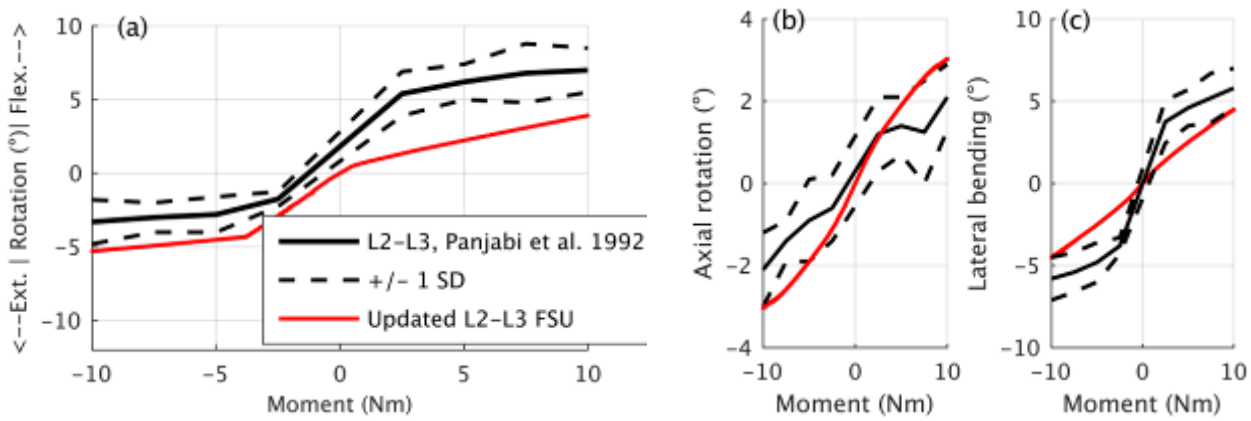 (a)
10
5
0
−5
−10
<−−Ext. | Rotation (°)| Flex.−−>
−10
−5
0
5
10
Moment (Nm)
L2−L3, Panjabi et al. 1992
+/− 1 SD
Updated L2−L3 FSU
(b)
4
2
0
−2
−4
Axial rotation (°)
−10
0
10
Moment (Nm)
(c)
10
5
0
−5
−10
Lateral bending (°)
−10
0
10
Moment (Nm)